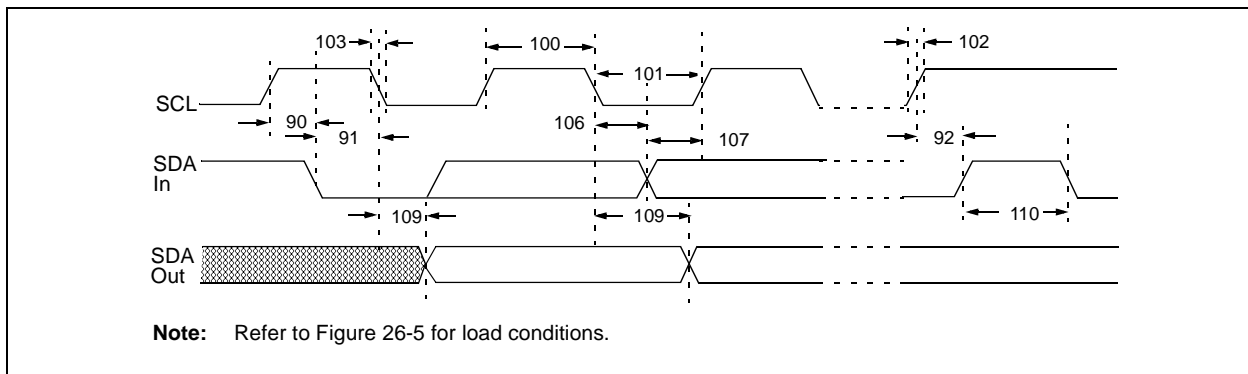 103
100
102
101
SCL
90
106
91
107
92
SDA
In
109
109
110
SDA
Out
Note: Refer to Figure 26-5 for load conditions.